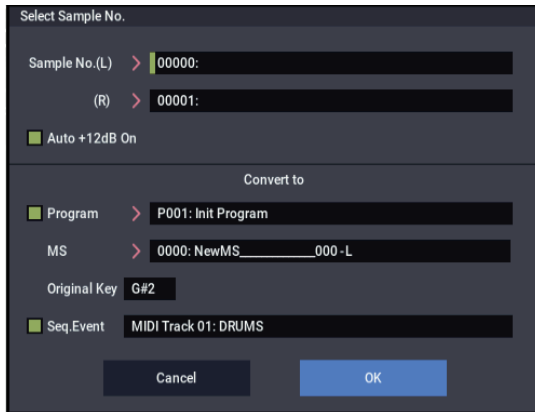 Select Sample No.
Sample No.(L) 00000:
(R) 00001:
Auto +12dB On
Convert to
Program P001: Init Program
MS 0000: NewMS____________000-L
Original Key G#2
Seq.Event MIDI Track 01: DRUMS
Cancel OK